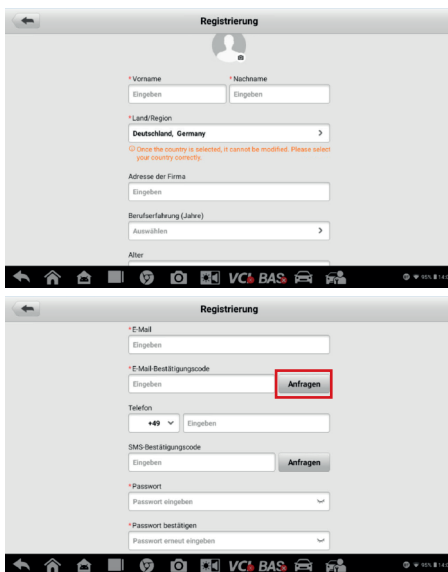 Registrierung
*Vorname *Nachname
Eingeben Eingeben
*Land/Region
Deutschland, Germany
Once the country is selected, it cannot be modified. Please select
your country correctly.
Adresse der Firma
Eingeben
Berufserfahrung (Jahre)
Auswählen
Alter
VCI BAS
95%
Registrierung
*E-Mail
Eingeben
*E-Mail-Bestätigungscode
Eingeben Anfragen
Telefon
+49 Eingeben
SMS-Bestätigungscode
Eingeben Anfragen
*Passwort
Passwort eingeben
*Passwort bestätigen
Passwort erneut eingeben
VCI BAS
95%